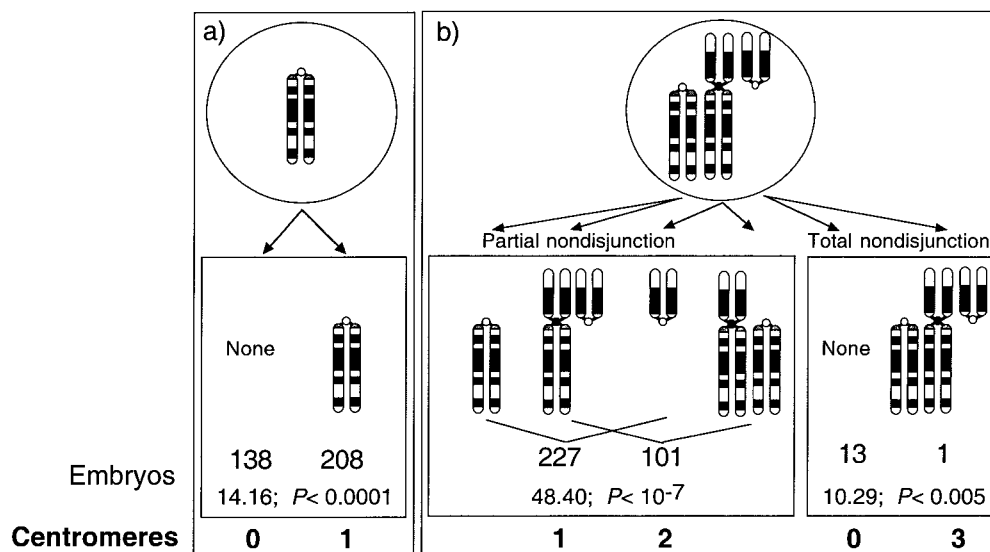 a)
b)
Partial nondisjunction
Total nondisjunction
None
None
Embryos
138 208
227 101
13 1
14.16; P< 0.0001
48.40; P< 10-7
10.29; P< 0.005
Centromeres 0 1 1 2 0 3